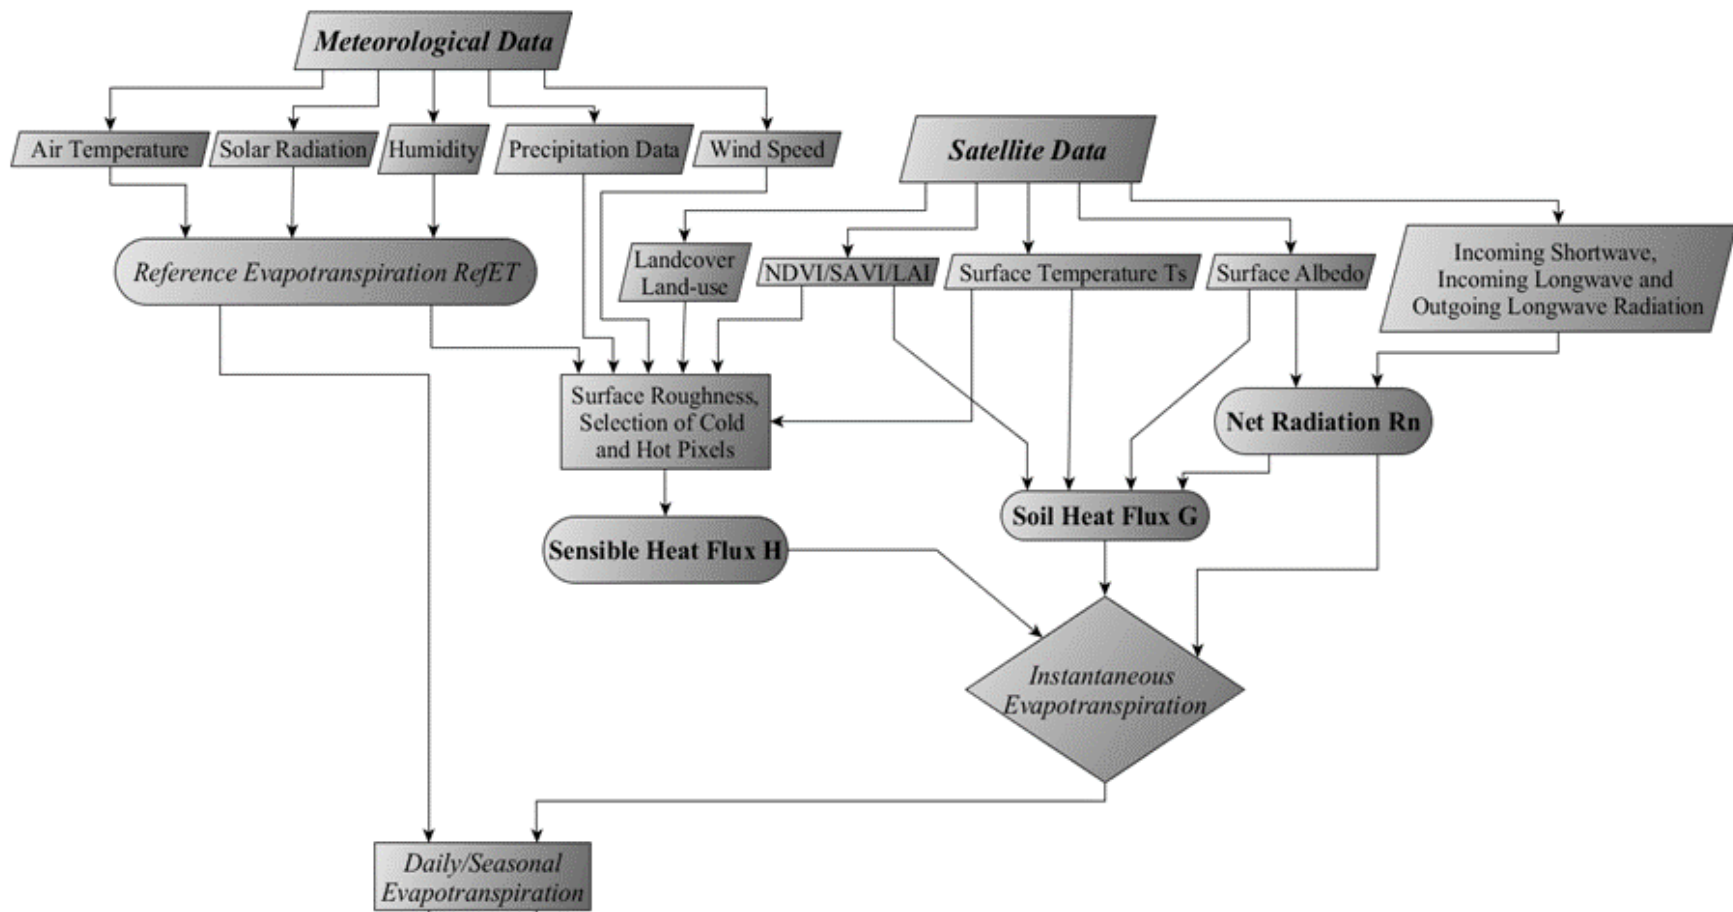 Meteorological Data
Air Temperature
Solar Radiation
Humidity
Precipitation Data
Wind Speed
Satellite Data
Reference Evapotranspiration RefET
Landcover
Land-use
NDVI/SAVI/LAI
Surface Temperature Ts
Surface Albedo
Incoming Shortwave,
Incoming Longwave and
Outgoing Longwave Radiation
Surface Roughness,
Selection of Cold
and Hot Pixels
Net Radiation Rn
Sensible Heat Flux H
Soil Heat Flux G
Instantaneous
Evapotranspiration
Daily/Seasonal
Evapotranspiration